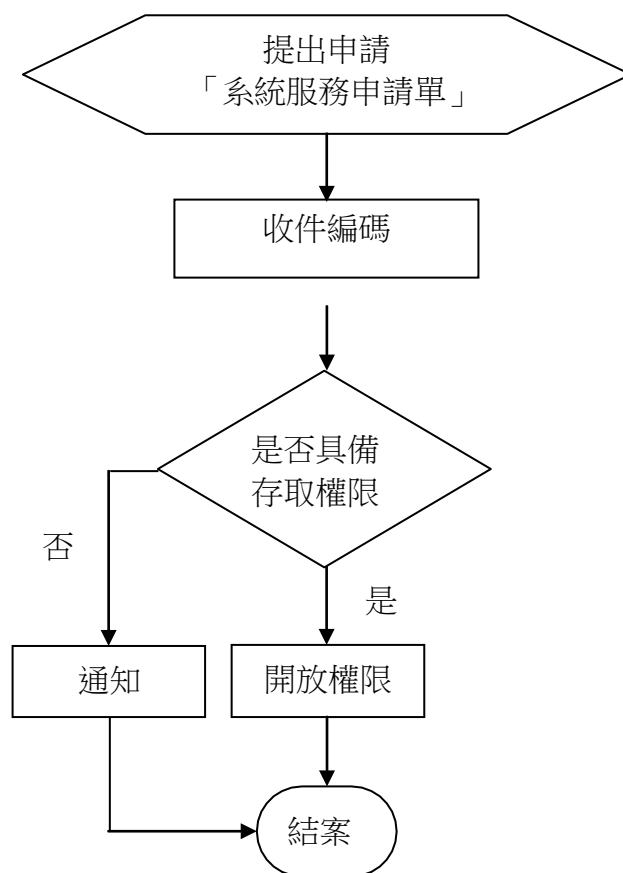 提出申請
「系統服務申請單」
收件編碼
是否具備
存取權限
否
是
通知
開放權限
結案